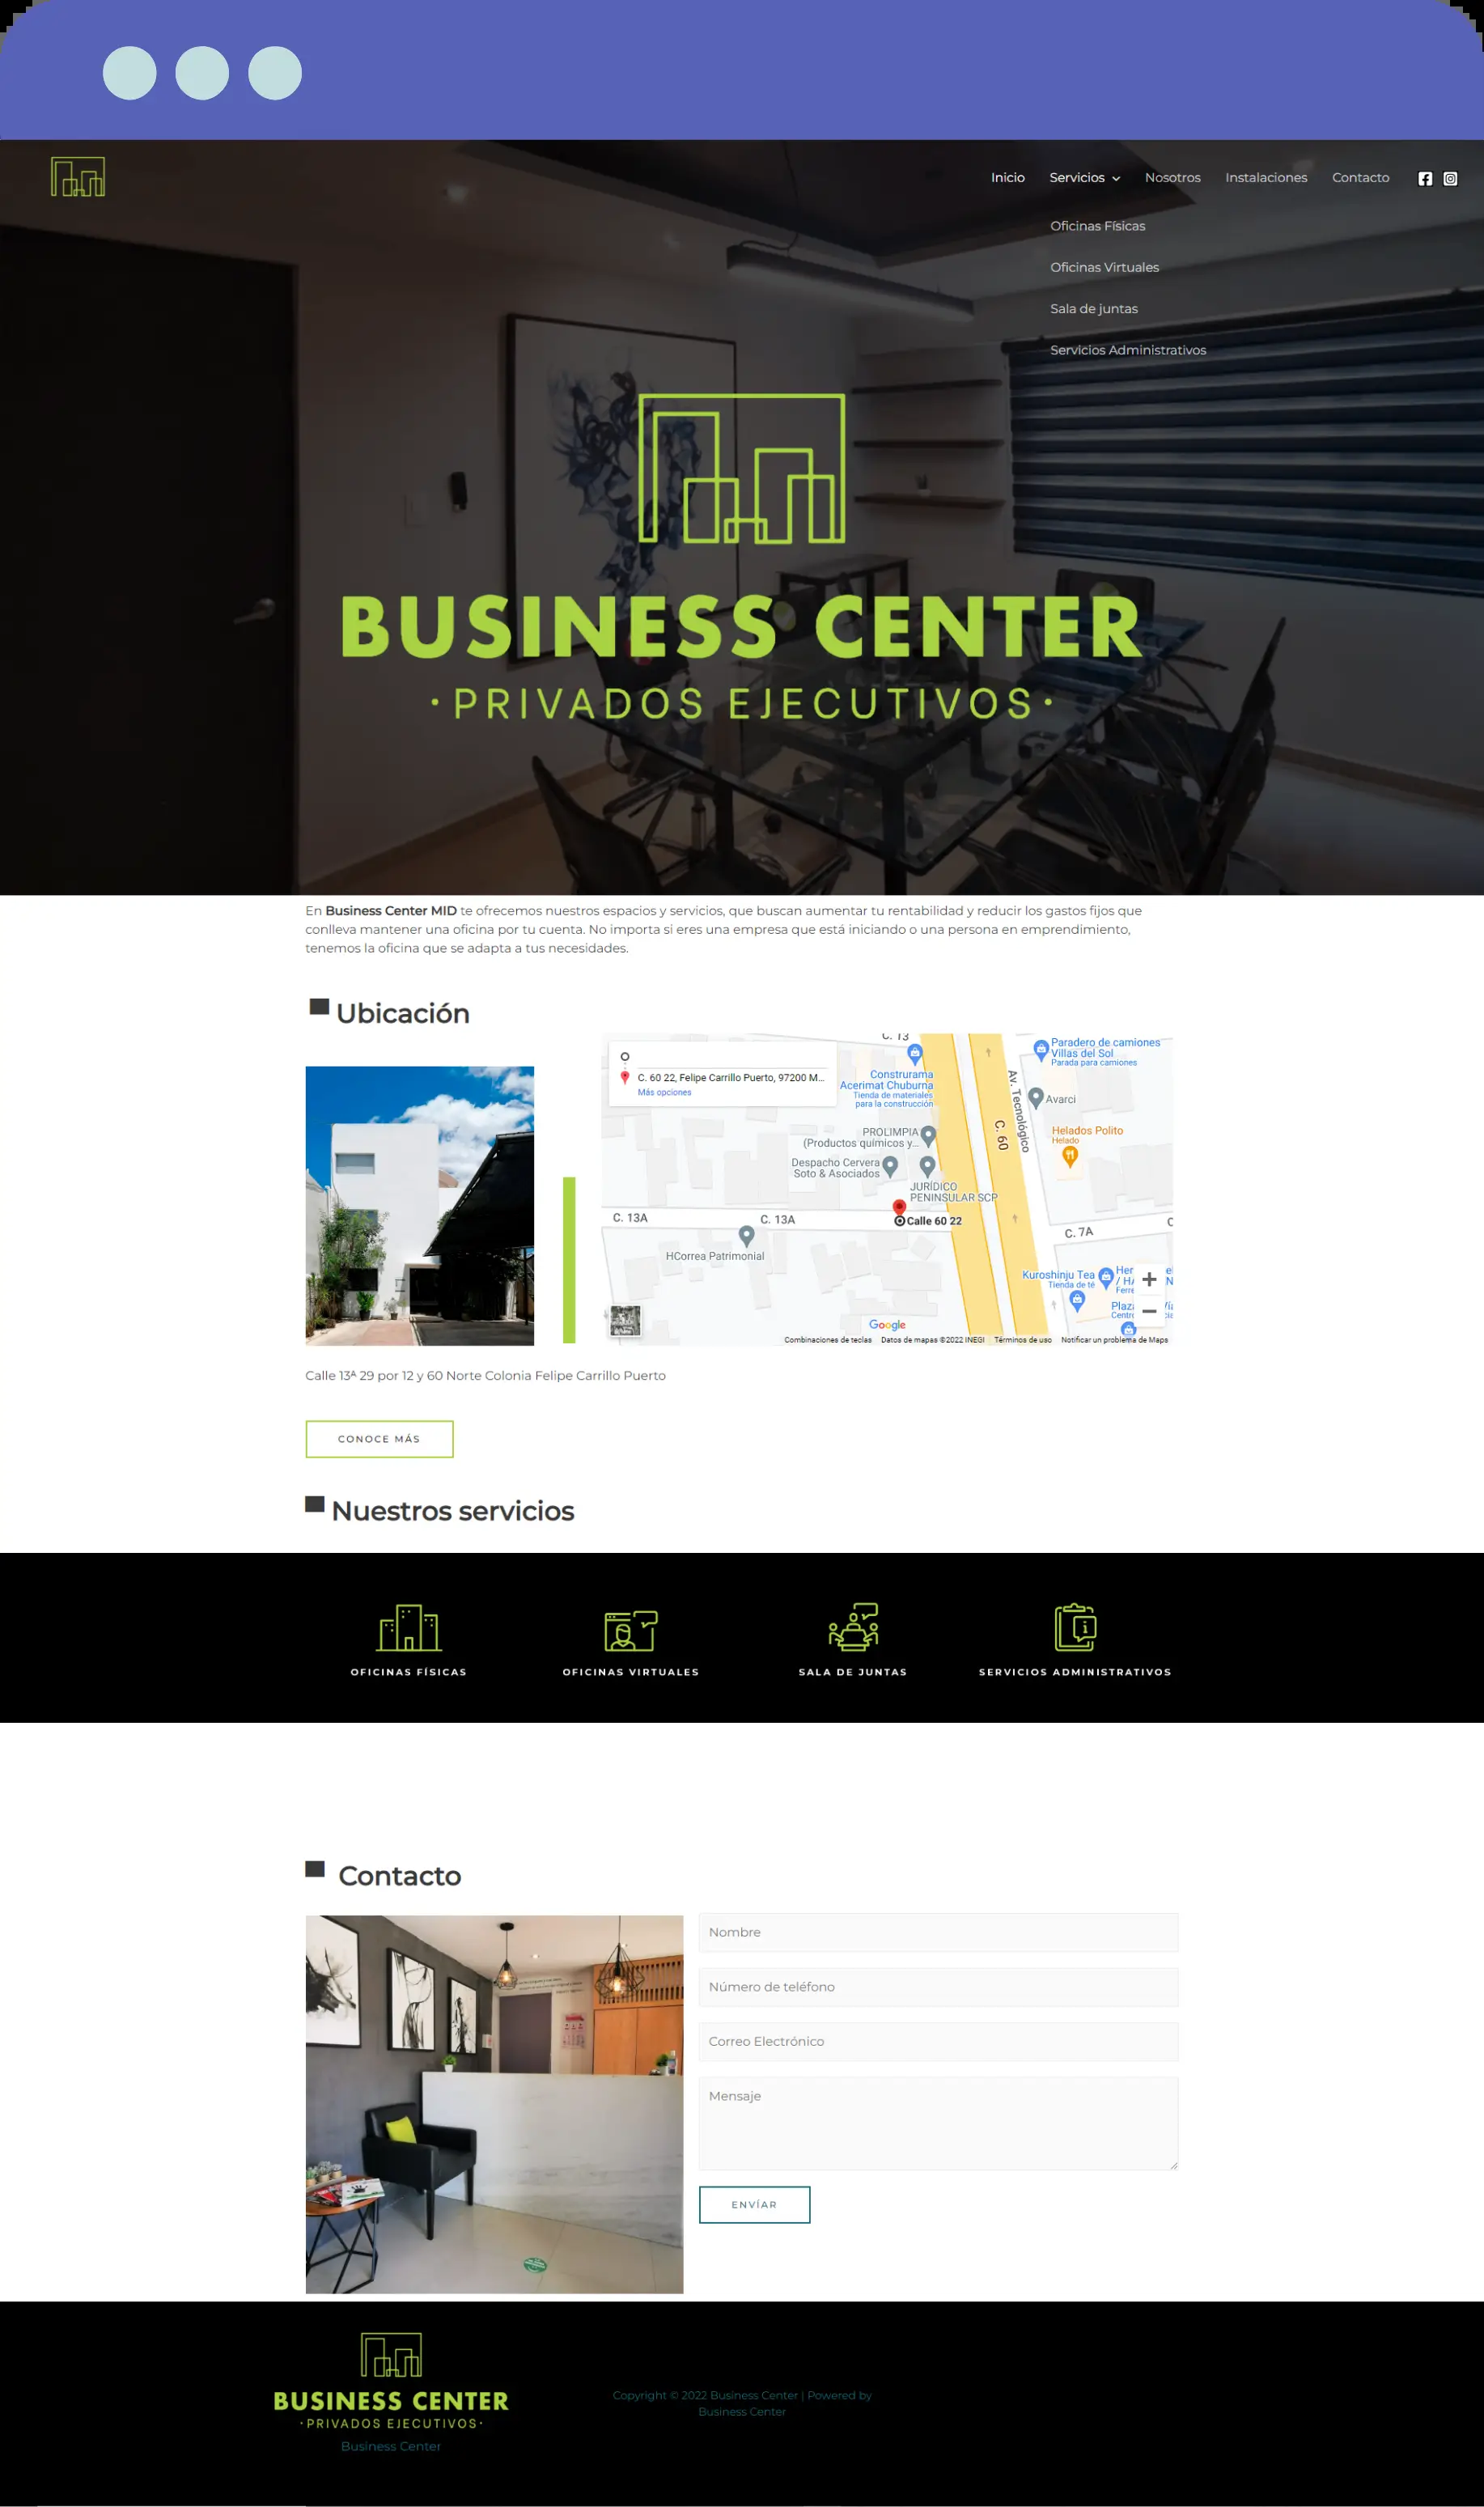 Inicio Servicios Nosotros Instalaciones Contacto
Oficinas Físicas
Oficinas Virtuales
Sala de juntas
Servicios Administrativos
BUSINESS CENTER
·PRIVADOS EJECUTIVOS·
En Business Center MID te ofrecemos nuestros espacios y servicios, que buscan aumentar tu rentabilidad y reducir los gastos fijos que
conlleva mantener una oficina por tu cuenta. No importa si eres una empresa que está iniciando o una persona en emprendimiento,
tenemos la oficina que se adapta a tus necesidades.
Ubicación
C. 60 22, Felipe Carrillo Puerto, 97200 M...
Más opciones
C. 13
Construrama
Acerimat Chuburna
Tienda de materiales
para la construcción
Paradero de camiones
Villas del Sol
Parada para camiones
Av. Tecnológico
Avarci
C. 60
PROLIMPIA
(Productos químicos y...
Helados Polito
Helado
Despacho Cervera
Soto & Asociados
JURÍDICO
PENINSULAR SCP
C. 13A
C. 13A
Calle 60 22
C. 7A
HCorrea Patrimonial
Kuroshinju Tea
Tienda de té
+
−
Google
Combinaciones de teclas Datos de mapas ©2022 INEGI Términos de uso Notificar un problema de Maps
Calle 13ᴬ 29 por 12 y 60 Norte Colonia Felipe Carrillo Puerto
CONOCE MÁS
Nuestros servicios
OFICINAS FÍSICAS OFICINAS VIRTUALES SALA DE JUNTAS SERVICIOS ADMINISTRATIVOS
Contacto
Nombre
Número de teléfono
Correo Electrónico
Mensaje
ENVÍAR
BUSINESS CENTER
·PRIVADOS EJECUTIVOS·
Business Center
Copyright © 2022 Business Center | Powered by
Business Center